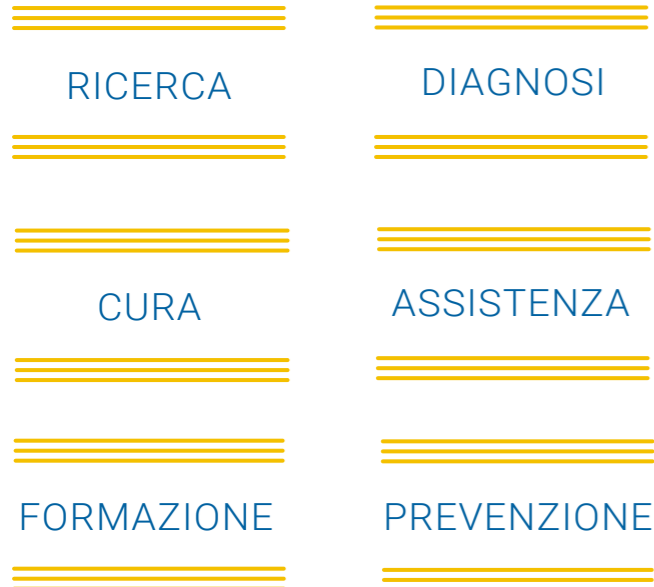 RICERCA
DIAGNOSI
CURA
ASSISTENZA
FORMAZIONE
PREVENZIONE